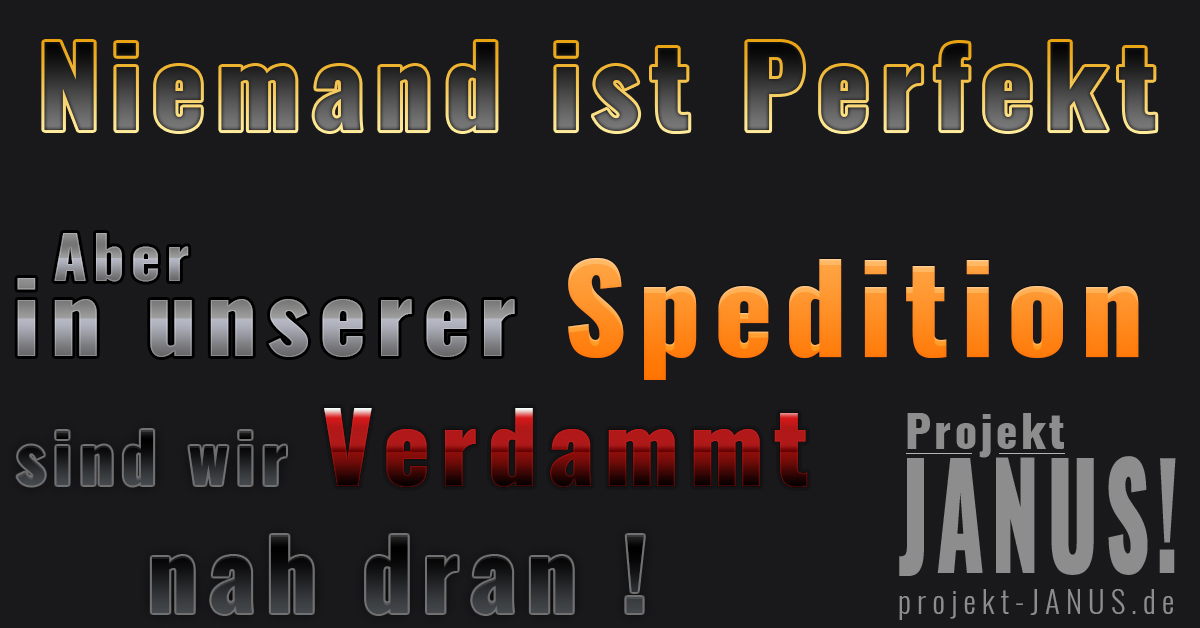 Niemand ist Perfekt
Aber
in unserer Spedition
sind wir Verdammt
nah dran !
Projekt
JANUS!
projekt-JANUS.de